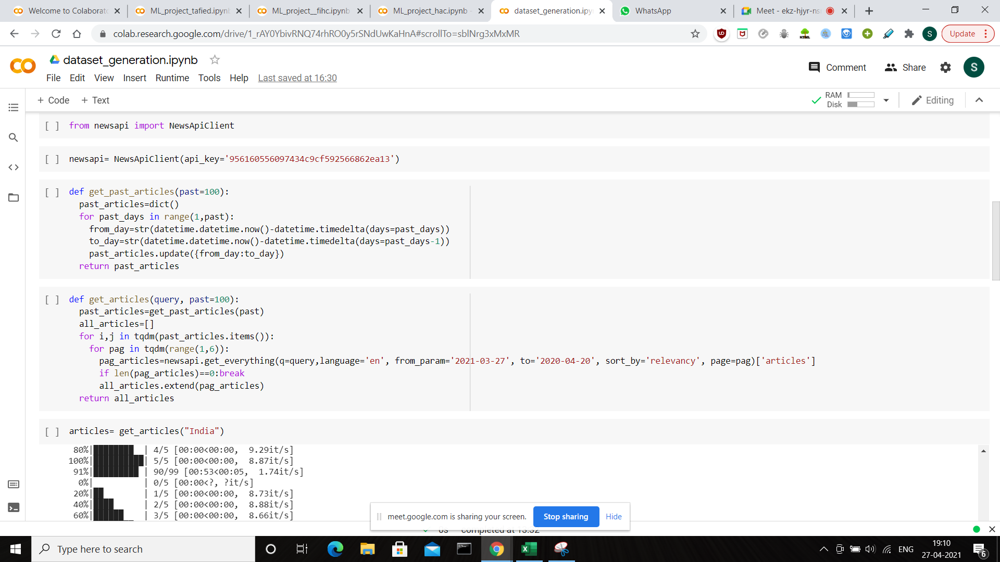 Welcome to Colaborato
ML_project_tafied.ipynb
ML_project__fihc.ipynb
ML_project_hac.ipynb -
dataset_generation.ipy
WhatsApp
Meet - ekz-hjyr-ns
colab.research.google.com/drive/1_rAY0YbivRNQ74rhRO0y5rSNdUwKaHnA#scrollTo=sblNrg3xMxMR
HTML
S
Update
dataset_generation.ipynb
Comment
Share
S
File Edit View Insert Runtime Tools Help Last saved at 16:30
+ Code + Text
RAM
Disk
Editing
[ ] from newsapi import NewsApiClient
[ ] newsapi= NewsApiClient(api_key='956160556097434c9cf592566862ea13')
[ ] def get_past_articles(past=100):
past_articles=dict()
for past_days in range(1,past):
from_day=str(datetime.datetime.now()-datetime.timedelta(days=past_days))
to_day=str(datetime.datetime.now()-datetime.timedelta(days=past_days-1))
past_articles.update({from_day:to_day})
return past_articles
[ ] def get_articles(query, past=100):
past_articles=get_past_articles(past)
all_articles=[]
for i,j in tqdm(past_articles.items()):
for pag in tqdm(range(1,6)):
pag_articles=newsapi.get_everything(q=query,language='en', from_param='2021-03-27', to='2020-04-20', sort_by='relevancy', page=pag)['articles']
if len(pag_articles)==0:break
all_articles.extend(pag_articles)
return all_articles
[ ] articles= get_articles("India")
80%|████████ | 4/5 [00:00<00:00, 9.29it/s]
100%|██████████| 5/5 [00:00<00:00, 8.87it/s]
91%|█████████ | 90/99 [00:53<00:05, 1.74it/s]
0%| | 0/5 [00:00<?, ?it/s]
20%|██ | 1/5 [00:00<00:00, 8.73it/s]
40%|████ | 2/5 [00:00<00:00, 8.88it/s]
60%|██████ | 3/5 [00:00<00:00, 8.66it/s]
meet.google.com is sharing your screen.
Stop sharing
Hide
0s completed at 13:32
Type here to search
ENG
19:10
27-04-2021
6